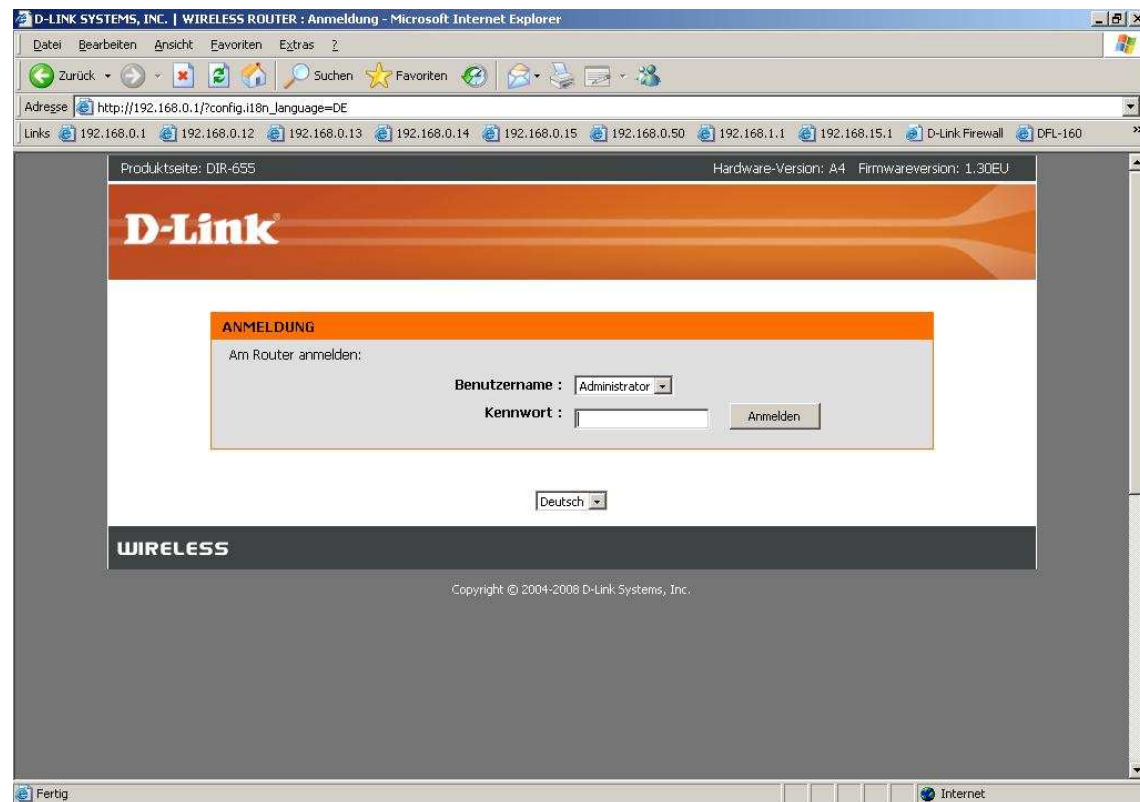 D-LINK SYSTEMS, INC. | WIRELESS ROUTER : Anmeldung - Microsoft Internet Explorer
Datei Bearbeiten Ansicht Favoriten Extras ?
Zurück Suchen Favoriten
Adresse http://192.168.0.1/?config.i18n_language=DE
Links 192.168.0.1 192.168.0.12 192.168.0.13 192.168.0.14 192.168.0.15 192.168.0.50 192.168.1.1 192.168.15.1 D-Link Firewall DFL-160 »
Produktseite: DIR-655 Hardware-Version: A4 Firmwareversion: 1.30EU
D-Link®
ANMELDUNG
Am Router anmelden:
Benutzername : Administrator
Kennwort : Anmelden
Deutsch
WIRELESS
Copyright © 2004-2008 D-Link Systems, Inc.
Fertig Internet